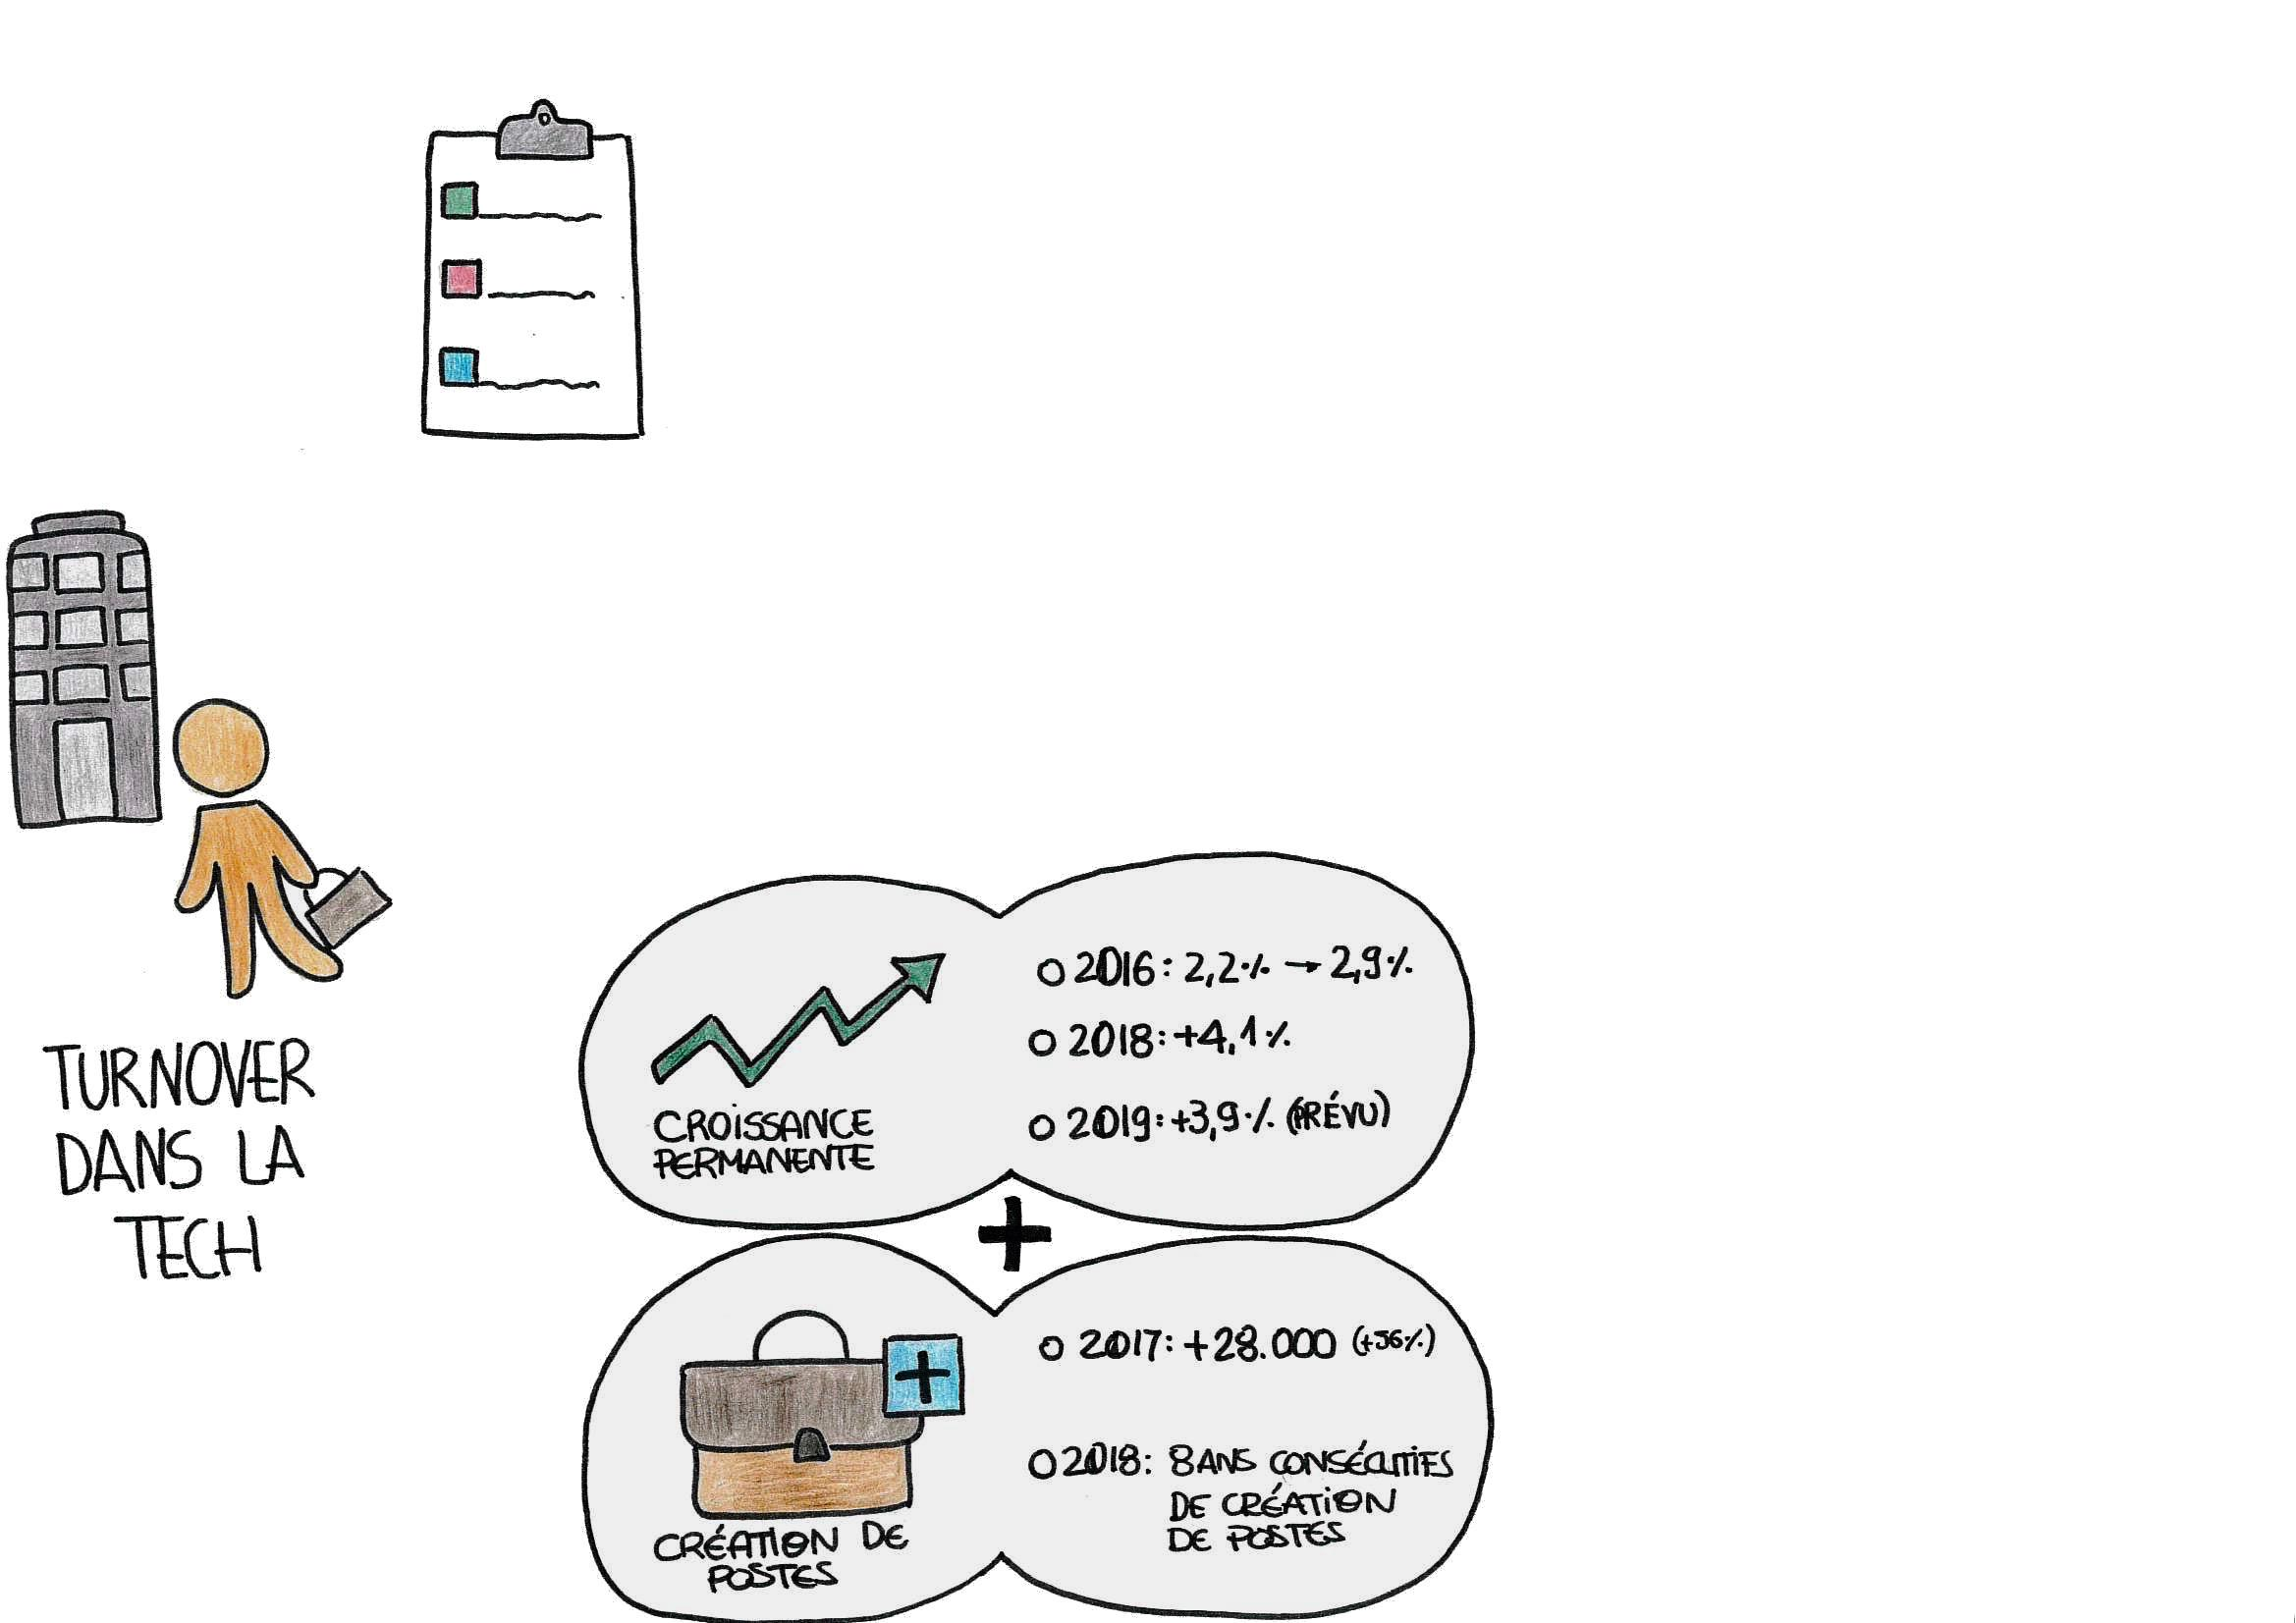 TURNOVER
DANS LA
TECH
CROISSANCE
PERMANENTE
2016: 2,2% → 2,9%
2018: +4,1%
2019: +3,9% (PRÉVU)
+
CRÉATION DE
POSTES
+
2017: +28.000 (+36%)
2018: 8 ANS CONSÉCUTIFS
DE CRÉATION
DE POSTES